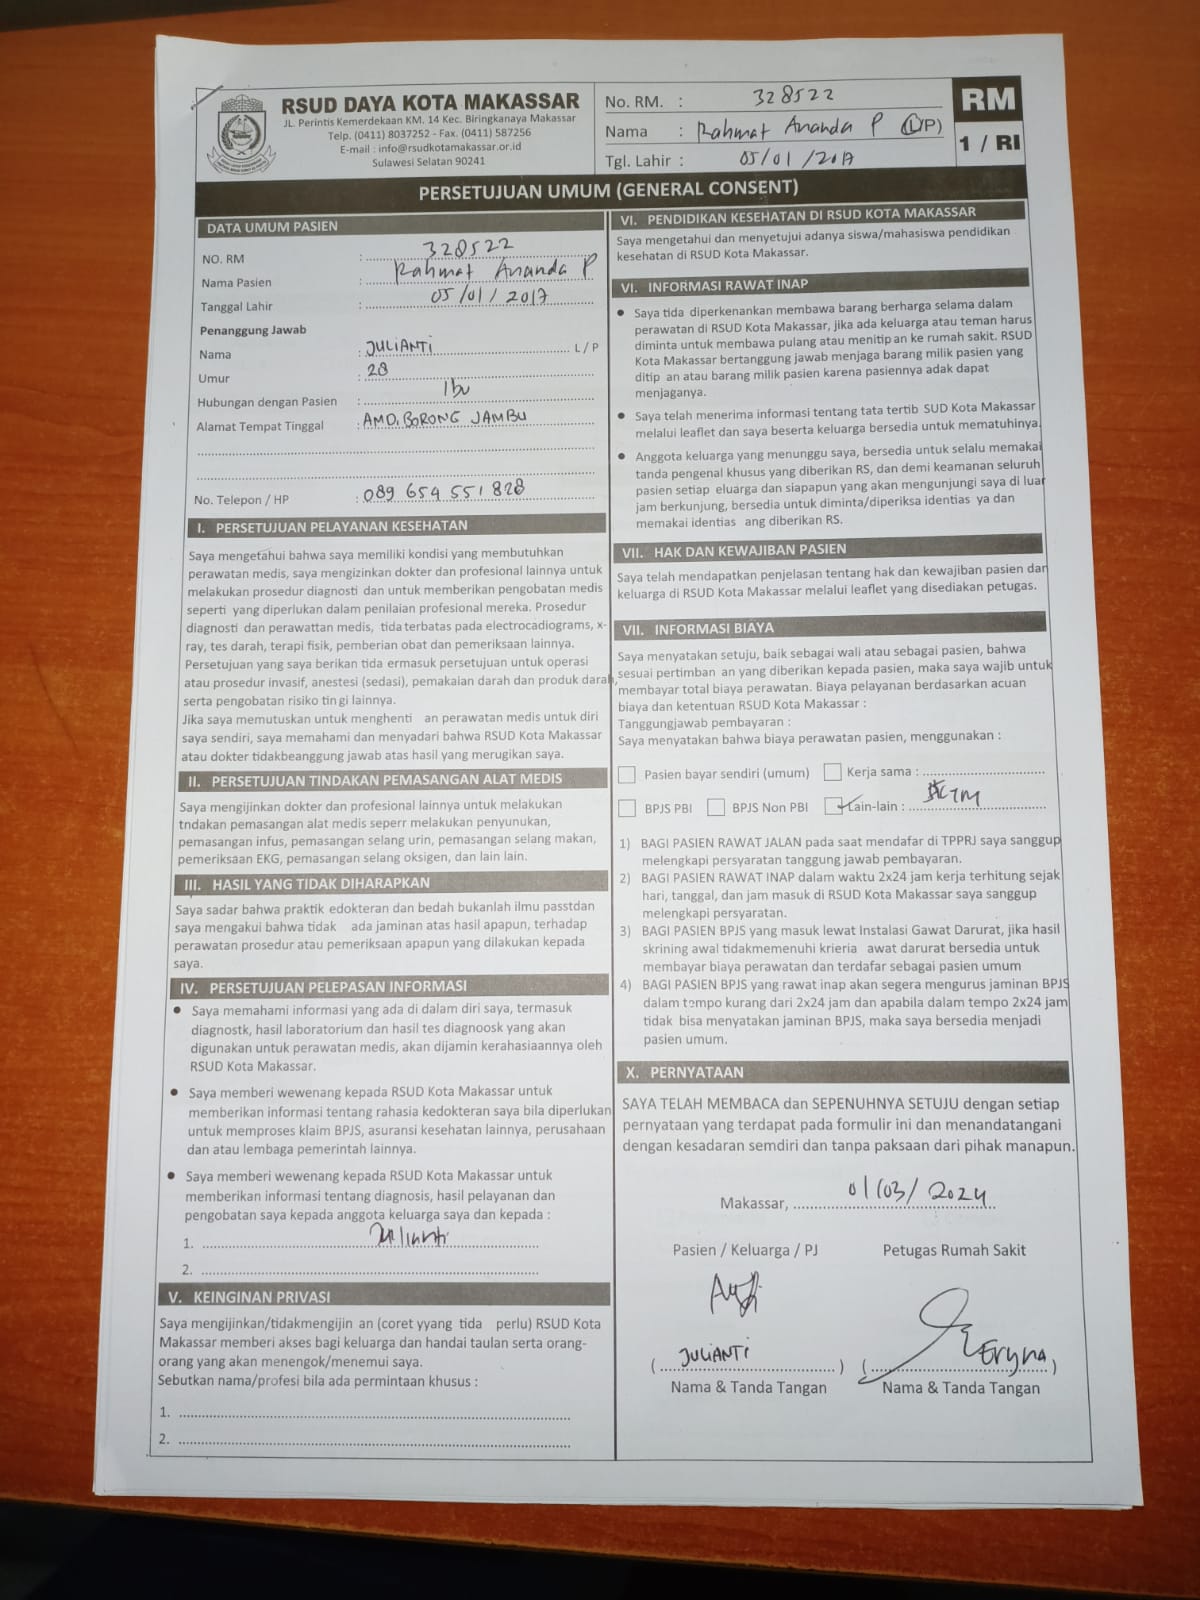 RSUD DAYA KOTA MAKASSAR
JL. Perintis Kemerdekaan KM. 14 Kec. Biringkanaya Makassar
Telp. (0411) 8037252 - Fax. (0411) 587256
E-mail : info@rsudkotamakassar.or.id
Sulawesi Selatan 90241
No. RM. : 328522
Nama : Rahmat Ananda P (L/P)
Tgl. Lahir : 05/01/2017
RM
1 / RI
PERSETUJUAN UMUM (GENERAL CONSENT)
DATA UMUM PASIEN
NO. RM : 328522
Nama Pasien : Rahmat Ananda P
Tanggal Lahir : 05/01/2017
Penanggung Jawab
Nama : JULIANTI L / P
Umur : 28
Hubungan dengan Pasien : Ibu
Alamat Tempat Tinggal : AMD. BORONG JAMBU
No. Telepon / HP : 089 654 551 828
I. PERSETUJUAN PELAYANAN KESEHATAN
Saya mengetahui bahwa saya memiliki kondisi yang membutuhkan
perawatan medis, saya mengizinkan dokter dan profesional lainnya untuk
melakukan prosedur diagnosti dan untuk memberikan pengobatan medis
seperti yang diperlukan dalam penilaian profesional mereka. Prosedur
diagnosti dan perawattan medis, tida terbatas pada electrocadiograms, x-
ray, tes darah, terapi fisik, pemberian obat dan pemeriksaan lainnya.
Persetujuan yang saya berikan tida ermasuk persetujuan untuk operasi
atau prosedur invasif, anestesi (sedasi), pemakaian darah dan produk darah,
serta pengobatan risiko tin gi lainnya.
Jika saya memutuskan untuk menghenti an perawatan medis untuk diri
saya sendiri, saya memahami dan menyadari bahwa RSUD Kota Makassar
atau dokter tidakbeanggung jawab atas hasil yang merugikan saya.
II. PERSETUJUAN TINDAKAN PEMASANGAN ALAT MEDIS
Saya mengijinkan dokter dan profesional lainnya untuk melakukan
tndakan pemasangan alat medis seperr melakukan penyunukan,
pemasangan infus, pemasangan selang urin, pemasangan selang makan,
pemeriksaan EKG, pemasangan selang oksigen, dan lain lain.
III. HASIL YANG TIDAK DIHARAPKAN
Saya sadar bahwa praktik edokteran dan bedah bukanlah ilmu passtdan
saya mengakui bahwa tidak ada jaminan atas hasil apapun, terhadap
perawatan prosedur atau pemeriksaan apapun yang dilakukan kepada
saya.
IV. PERSETUJUAN PELEPASAN INFORMASI
• Saya memahami informasi yang ada di dalam diri saya, termasuk
diagnostk, hasil laboratorium dan hasil tes diagnoosk yang akan
digunakan untuk perawatan medis, akan dijamin kerahasiaannya oleh
RSUD Kota Makassar.
• Saya memberi wewenang kepada RSUD Kota Makassar untuk
memberikan informasi tentang rahasia kedokteran saya bila diperlukan
untuk memproses klaim BPJS, asuransi kesehatan lainnya, perusahaan
dan atau lembaga pemerintah lainnya.
• Saya memberi wewenang kepada RSUD Kota Makassar untuk
memberikan informasi tentang diagnosis, hasil pelayanan dan
pengobatan saya kepada anggota keluarga saya dan kepada :
1. Julianti
2.
V. KEINGINAN PRIVASI
Saya mengijinkan/tidakmengijin an (coret yyang tida perlu) RSUD Kota
Makassar memberi akses bagi keluarga dan handai taulan serta orang-
orang yang akan menengok/menemui saya.
Sebutkan nama/profesi bila ada permintaan khusus :
1.
2.
VI. PENDIDIKAN KESEHATAN DI RSUD KOTA MAKASSAR
Saya mengetahui dan menyetujui adanya siswa/mahasiswa pendidikan
kesehatan di RSUD Kota Makassar.
VI. INFORMASI RAWAT INAP
• Saya tida diperkenankan membawa barang berharga selama dalam
perawatan di RSUD Kota Makassar, jika ada keluarga atau teman harus
diminta untuk membawa pulang atau menitip an ke rumah sakit. RSUD
Kota Makassar bertanggung jawab menjaga barang milik pasien yang
ditip an atau barang milik pasien karena pasiennya adak dapat
menjaganya.
• Saya telah menerima informasi tentang tata tertib SUD Kota Makassar
melalui leaflet dan saya beserta keluarga bersedia untuk mematuhinya.
• Anggota keluarga yang menunggu saya, bersedia untuk selalu memakai
tanda pengenal khusus yang diberikan RS, dan demi keamanan seluruh
pasien setiap eluarga dan siapapun yang akan mengunjungi saya di luar
jam berkunjung, bersedia untuk diminta/diperiksa identias ya dan
memakai identias ang diberikan RS.
VII. HAK DAN KEWAJIBAN PASIEN
Saya telah mendapatkan penjelasan tentang hak dan kewajiban pasien dan
keluarga di RSUD Kota Makassar melalui leaflet yang disediakan petugas.
VII. INFORMASI BIAYA
Saya menyatakan setuju, baik sebagai wali atau sebagai pasien, bahwa
sesuai pertimban an yang diberikan kepada pasien, maka saya wajib untuk
membayar total biaya perawatan. Biaya pelayanan berdasarkan acuan
biaya dan ketentuan RSUD Kota Makassar :
Tanggungjawab pembayaran :
Saya menyatakan bahwa biaya perawatan pasien, menggunakan :
Pasien bayar sendiri (umum) Kerja sama :
BPJS PBI BPJS Non PBI Lain-lain :
1) BAGI PASIEN RAWAT JALAN pada saat mendafar di TPPRJ saya sanggup
melengkapi persyaratan tanggung jawab pembayaran.
2) BAGI PASIEN RAWAT INAP dalam waktu 2x24 jam kerja terhitung sejak
hari, tanggal, dan jam masuk di RSUD Kota Makassar saya sanggup
melengkapi persyaratan.
3) BAGI PASIEN BPJS yang masuk lewat Instalasi Gawat Darurat, jika hasil
skrining awal tidakmemenuhi krieria awat darurat bersedia untuk
membayar biaya perawatan dan terdafar sebagai pasien umum
4) BAGI PASIEN BPJS yang rawat inap akan segera mengurus jaminan BPJS
dalam tempo kurang dari 2x24 jam dan apabila dalam tempo 2x24 jam
tidak bisa menyatakan jaminan BPJS, maka saya bersedia menjadi
pasien umum.
X. PERNYATAAN
SAYA TELAH MEMBACA dan SEPENUHNYA SETUJU dengan setiap
pernyataan yang terdapat pada formulir ini dan menandatangani
dengan kesadaran semdiri dan tanpa paksaan dari pihak manapun.
Makassar, 01/03/2024
Pasien / Keluarga / PJ Petugas Rumah Sakit
( JULIANTI ) ( Eryna )
Nama & Tanda Tangan Nama & Tanda Tangan